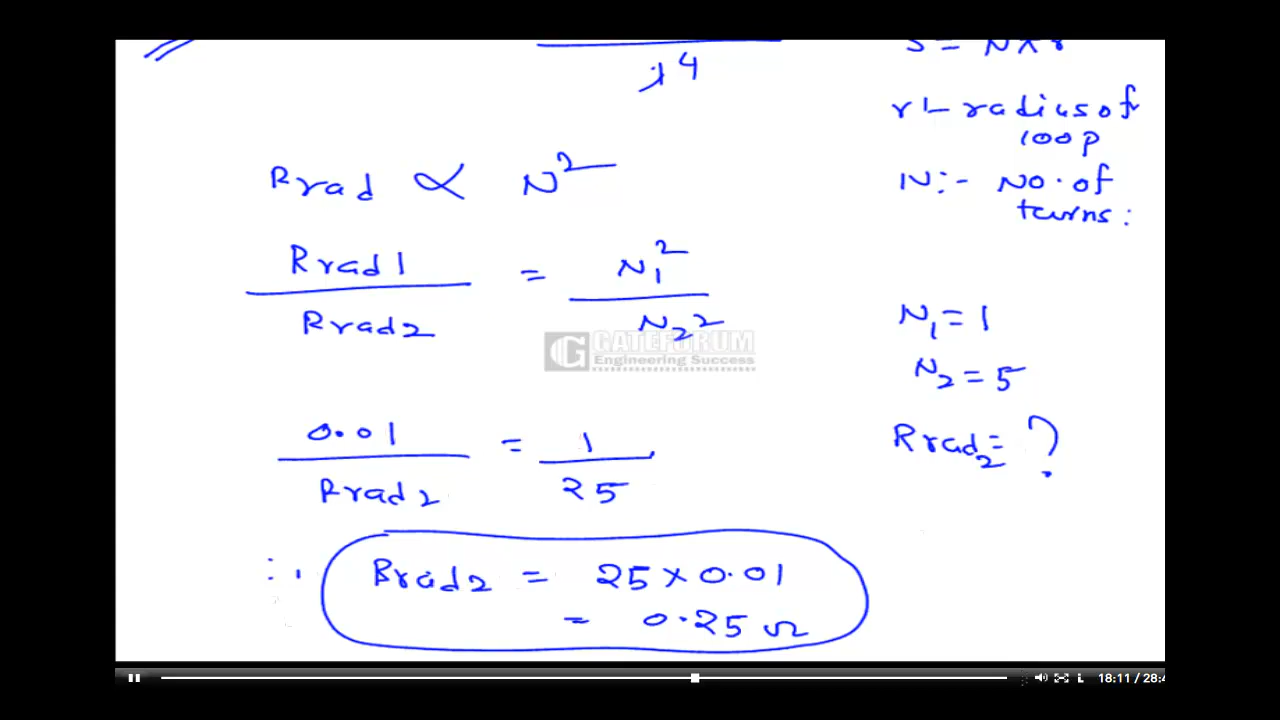 λ4
r :- radius of
loop
Rrad ∝ N²
N :- No. of
turns :
Rrad1 / Rrad2 = N₁² / N₂²
N₁ = 1
GATEFORUM
Engineering Success
N₂ = 5
0.01 / Rrad2 = 1 / 25
Rrad₂ = ?
∴ Rrad2 = 25 × 0.01
= 0.25 Ω
18:11 / 28:4